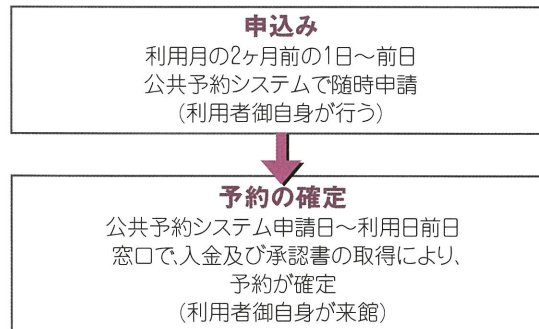 申込み
利用月の2ヶ月前の1日～前日
公共予約システムで随時申請
(利用者御自身が行う)
予約の確定
公共予約システム申請日～利用日前日
窓口で、入金及び承認書の取得により、
予約が確定
(利用者御自身が来館)